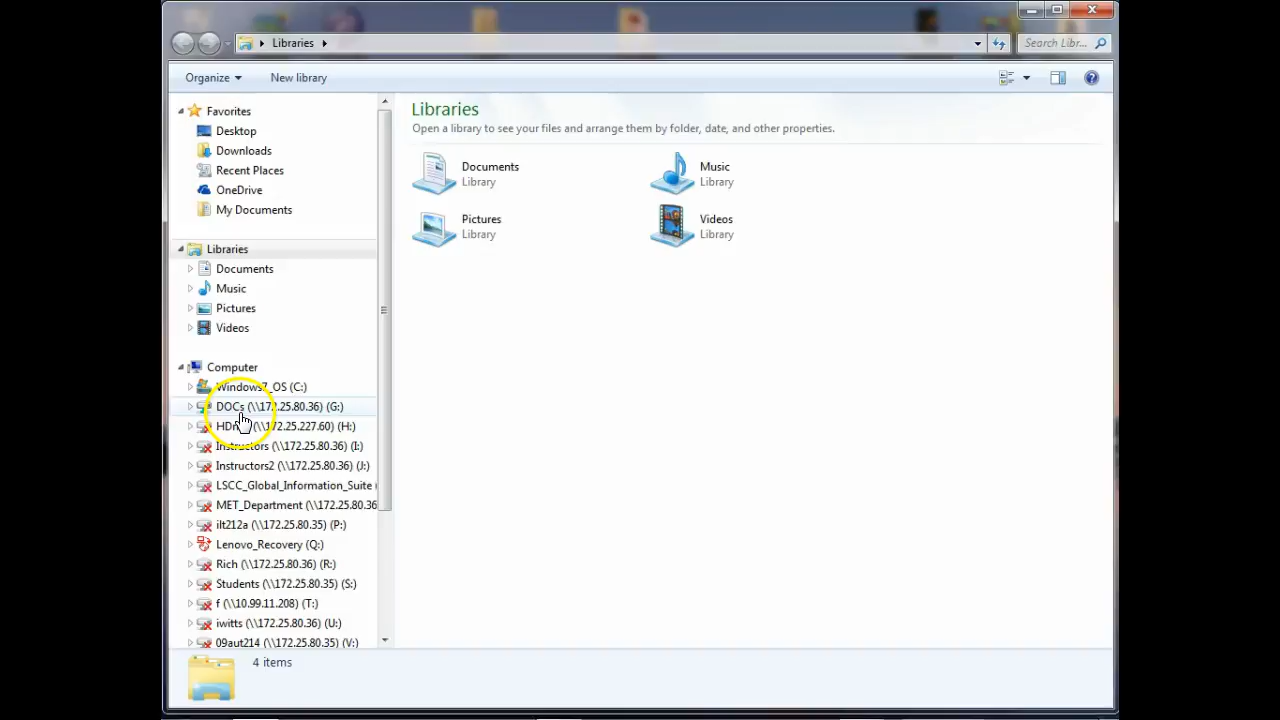 Libraries
Search Libr...
Organize
New library
Favorites
Desktop
Downloads
Recent Places
OneDrive
My Documents
Libraries
Documents
Music
Pictures
Videos
Computer
Windows7_OS (C:)
DOCs (\\172.25.80.36) (G:)
(\\172.25.227.60) (H:)
Instructors (\\172.25.80.36) (I:)
Instructors2 (\\172.25.80.36) (J:)
LSCC_Global_Information_Suite (
MET_Department (\\172.25.80.36
ilt212a (\\172.25.80.35) (P:)
Lenovo_Recovery (Q:)
Rich (\\172.25.80.36) (R:)
Students (\\172.25.80.35) (S:)
f (\\10.99.11.208) (T:)
iwitts (\\172.25.80.36) (U:)
09aut214 (\\172.25.80.35) (V:)
Libraries
Open a library to see your files and arrange them by folder, date, and other properties.
Documents
Library
Music
Library
Pictures
Library
Videos
Library
4 items